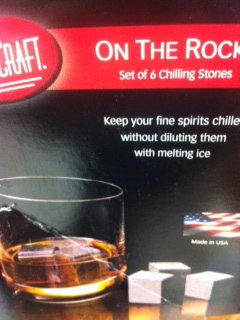 CRAFT.
ON THE ROCK
Set of 6 Chilling Stones
Keep your fine spirits chille
without diluting them
with melting ice
Made in USA